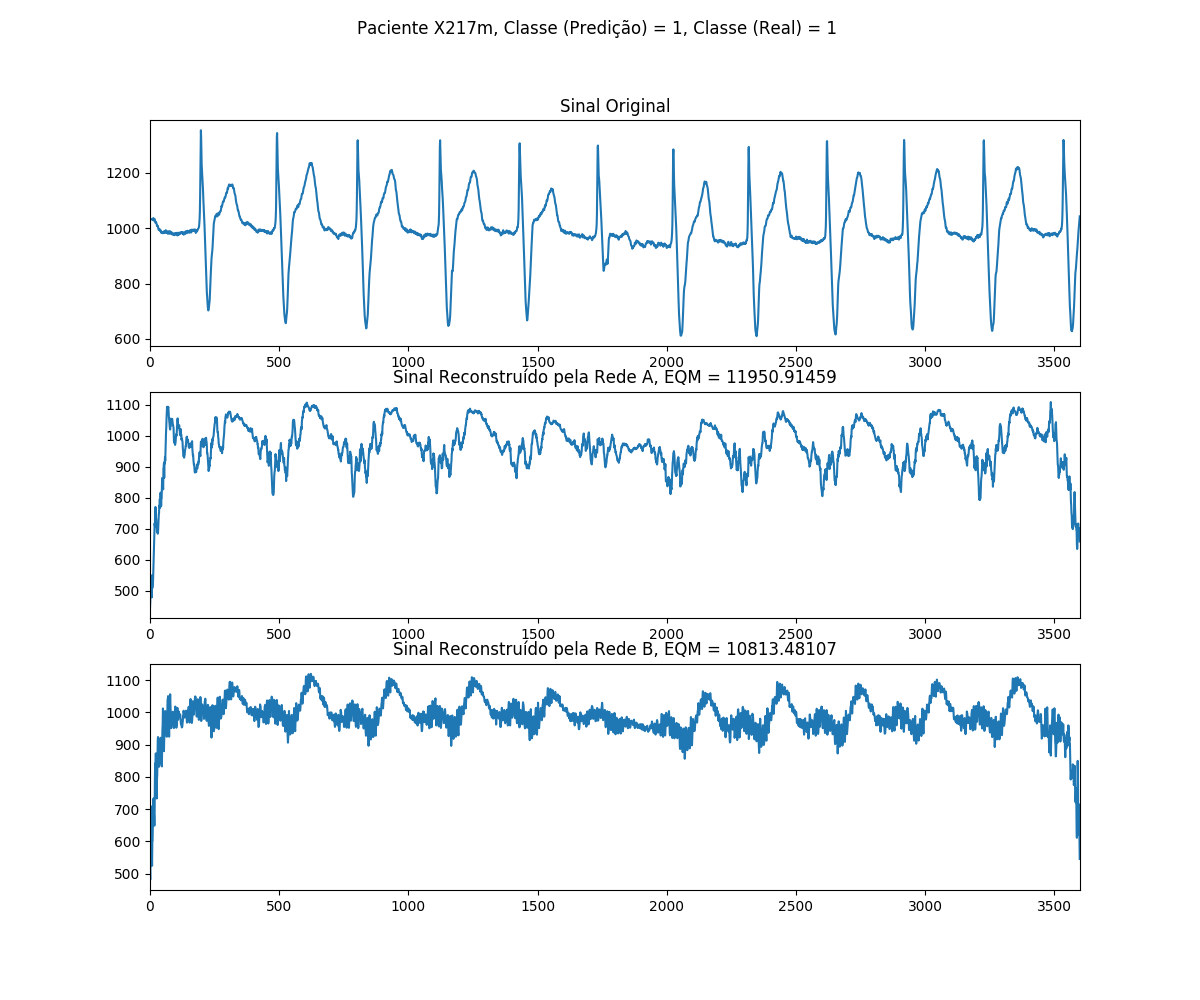 Paciente X217m, Classe (Predição) = 1, Classe (Real) = 1
Sinal Original
1200
1000
800
600
0 500 1000 1500 2000 2500 3000 3500
Sinal Reconstruído pela Rede A, EQM = 11950.91459
1100
1000
900
800
700
600
500
0 500 1000 1500 2000 2500 3000 3500
Sinal Reconstruído pela Rede B, EQM = 10813.48107
1100
1000
900
800
700
600
500
0 500 1000 1500 2000 2500 3000 3500